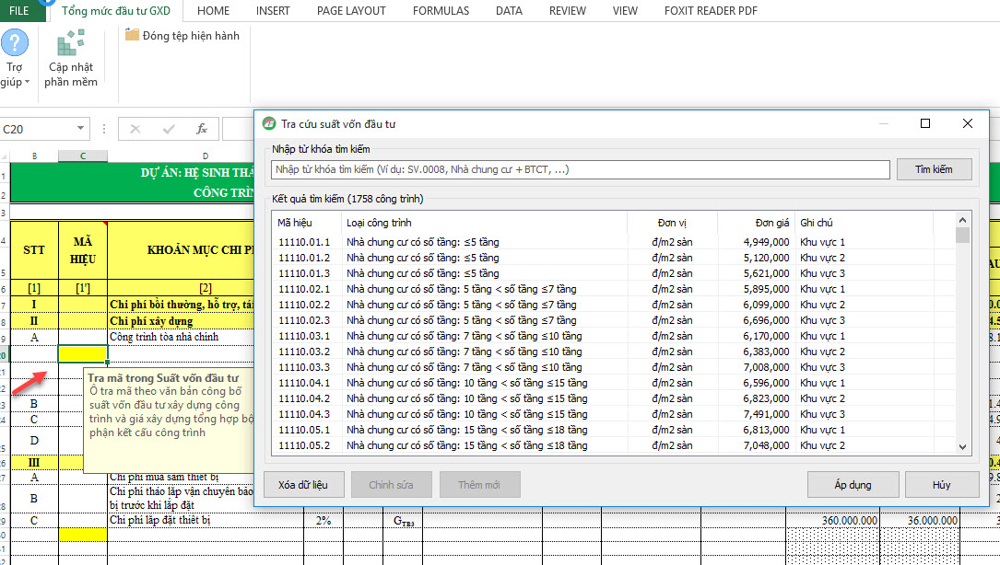 FILE Tổng mức đầu tư GXD HOME INSERT PAGE LAYOUT FORMULAS DATA REVIEW VIEW FOXIT READER PDF
Trợ giúp
Cập nhật phần mềm
Đóng tệp hiện hành
C20
fx
B C D
Tra cứu suất vốn đầu tư
Nhập từ khóa tìm kiếm
Nhập từ khóa tìm kiếm (Ví dụ: SV.0008, Nhà chung cư + BTCT, ...)
Tìm kiếm
Kết quả tìm kiếm (1758 công trình)
Mã hiệu Loại công trình Đơn vị Đơn giá Ghi chú
11110.01.1 Nhà chung cư có số tầng: ≤5 tầng đ/m2 sàn 4,949,000 Khu vực 1
11110.01.2 Nhà chung cư có số tầng: ≤5 tầng đ/m2 sàn 5,120,000 Khu vực 2
11110.01.3 Nhà chung cư có số tầng: ≤5 tầng đ/m2 sàn 5,621,000 Khu vực 3
11110.02.1 Nhà chung cư có số tầng: 5 tầng < số tầng ≤7 tầng đ/m2 sàn 5,895,000 Khu vực 1
11110.02.2 Nhà chung cư có số tầng: 5 tầng < số tầng ≤7 tầng đ/m2 sàn 6,099,000 Khu vực 2
11110.02.3 Nhà chung cư có số tầng: 5 tầng < số tầng ≤7 tầng đ/m2 sàn 6,696,000 Khu vực 3
11110.03.1 Nhà chung cư có số tầng: 7 tầng < số tầng ≤10 tầng đ/m2 sàn 6,170,000 Khu vực 1
11110.03.2 Nhà chung cư có số tầng: 7 tầng < số tầng ≤10 tầng đ/m2 sàn 6,383,000 Khu vực 2
11110.03.3 Nhà chung cư có số tầng: 7 tầng < số tầng ≤10 tầng đ/m2 sàn 7,008,000 Khu vực 3
11110.04.1 Nhà chung cư có số tầng: 10 tầng < số tầng ≤15 tầng đ/m2 sàn 6,596,000 Khu vực 1
11110.04.2 Nhà chung cư có số tầng: 10 tầng < số tầng ≤15 tầng đ/m2 sàn 6,823,000 Khu vực 2
11110.04.3 Nhà chung cư có số tầng: 10 tầng < số tầng ≤15 tầng đ/m2 sàn 7,491,000 Khu vực 3
11110.05.1 Nhà chung cư có số tầng: 15 tầng < số tầng ≤18 tầng đ/m2 sàn 6,813,000 Khu vực 1
11110.05.2 Nhà chung cư có số tầng: 15 tầng < số tầng ≤18 tầng đ/m2 sàn 7,048,000 Khu vực 2
Xóa dữ liệu Chỉnh sửa Thêm mới Áp dụng Hủy
DỰ ÁN: HỆ SINH
CÔNG
STT MÃ HIỆU KHOẢN MỤC CHI
[1] [1'] [2]
I Chi phí bồi thường, hỗ trợ, tái
II Chi phí xây dựng
A Công trình tòa nhà chính
Tra mã trong Suất vốn đầu tư
Ô tra mã theo văn bản công bố
suất vốn đầu tư xây dựng công
trình và giá xây dựng tổng hợp bộ
phận kết cấu công trình
B
C
D
III
A Chi phí mua sắm thiết bị
B Chi phí tháo lắp vận chuyển bảo
bị trước khi lắp đặt
C Chi phí lắp đặt thiết bị 2% GTB3 360.000.000 36.000.000